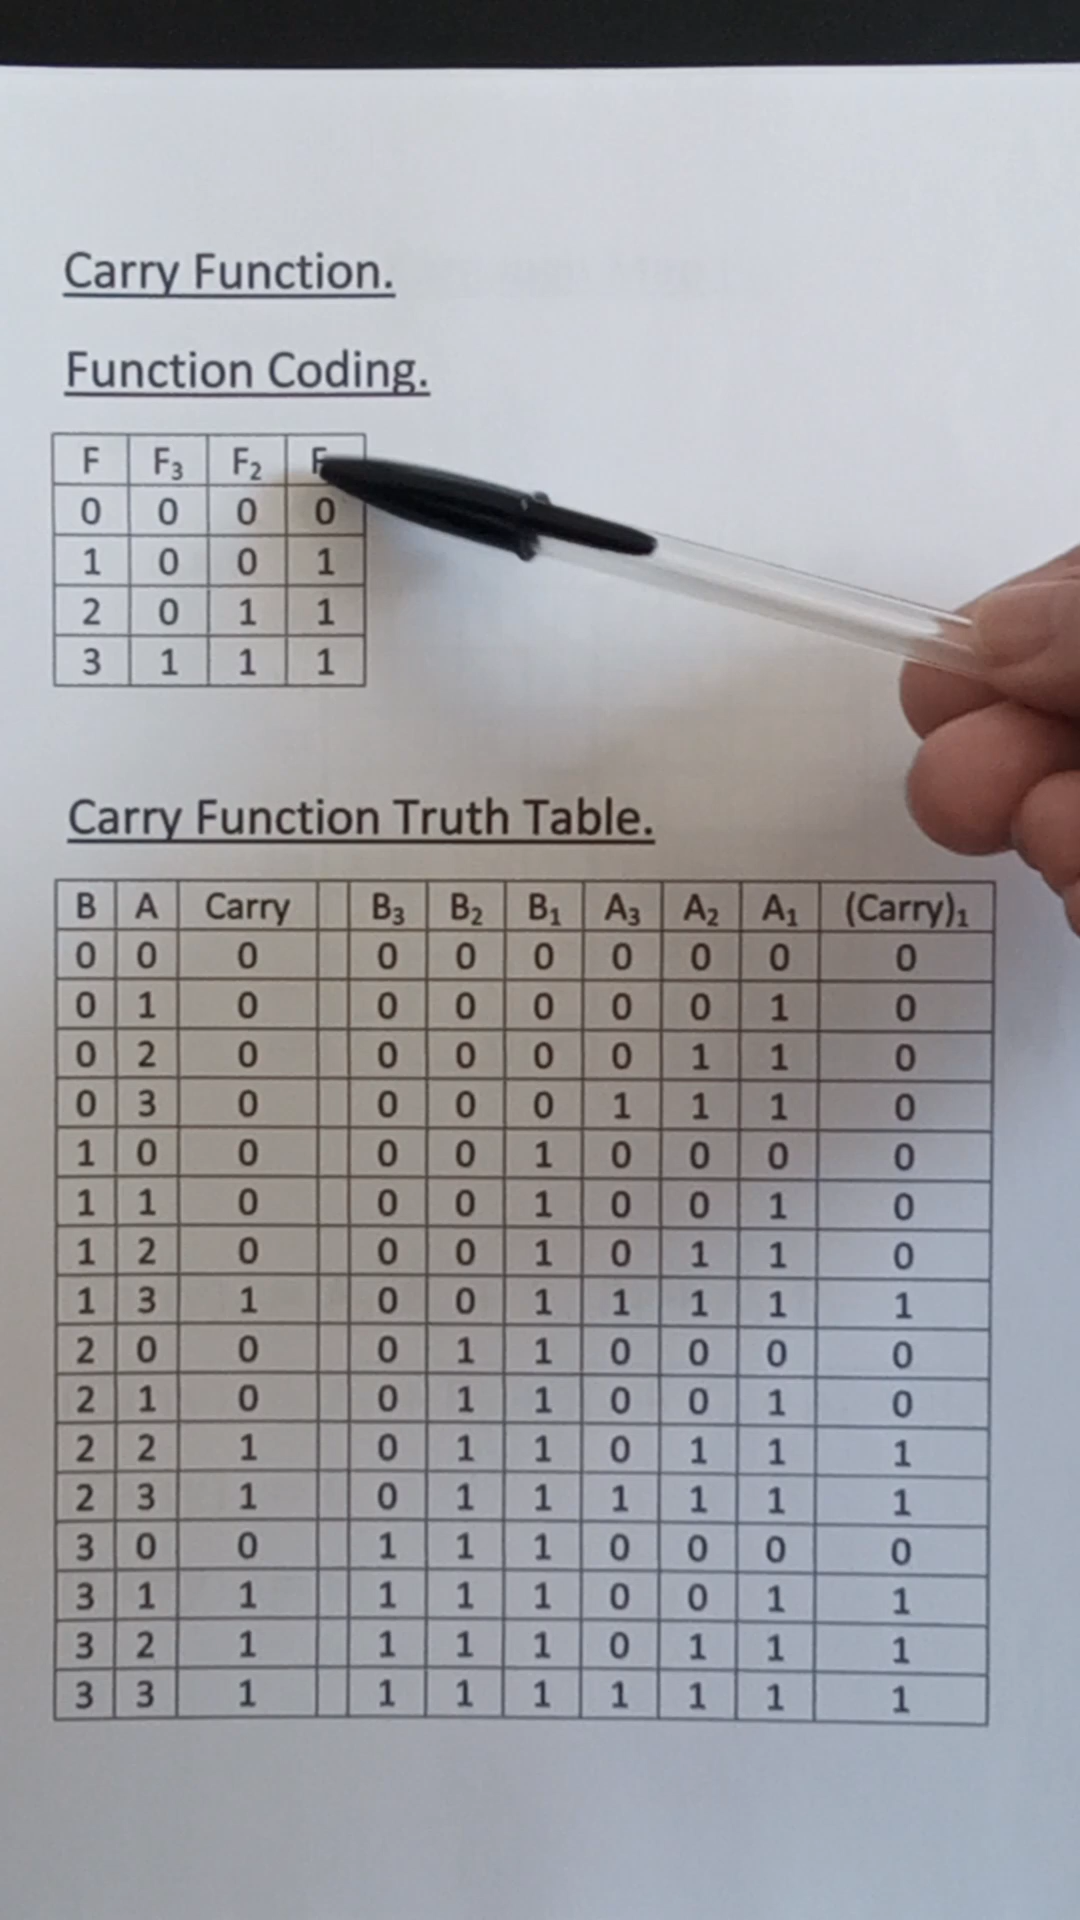 Carry Function.
Function Coding.
F F₃ F₂ F
0 0 0 0
1 0 0 1
2 0 1 1
3 1 1 1
Carry Function Truth Table.
B A Carry B₃ B₂ B₁ A₃ A₂ A₁ (Carry)₁
0 0 0 0 0 0 0 0 0 0
0 1 0 0 0 0 0 0 1 0
0 2 0 0 0 0 0 1 1 0
0 3 0 0 0 0 1 1 1 0
1 0 0 0 0 1 0 0 0 0
1 1 0 0 0 1 0 0 1 0
1 2 0 0 0 1 0 1 1 0
1 3 1 0 0 1 1 1 1 1
2 0 0 0 1 1 0 0 0 0
2 1 0 0 1 1 0 0 1 0
2 2 1 0 1 1 0 1 1 1
2 3 1 0 1 1 1 1 1 1
3 0 0 1 1 1 0 0 0 0
3 1 1 1 1 1 0 0 1 1
3 2 1 1 1 1 0 1 1 1
3 3 1 1 1 1 1 1 1 1